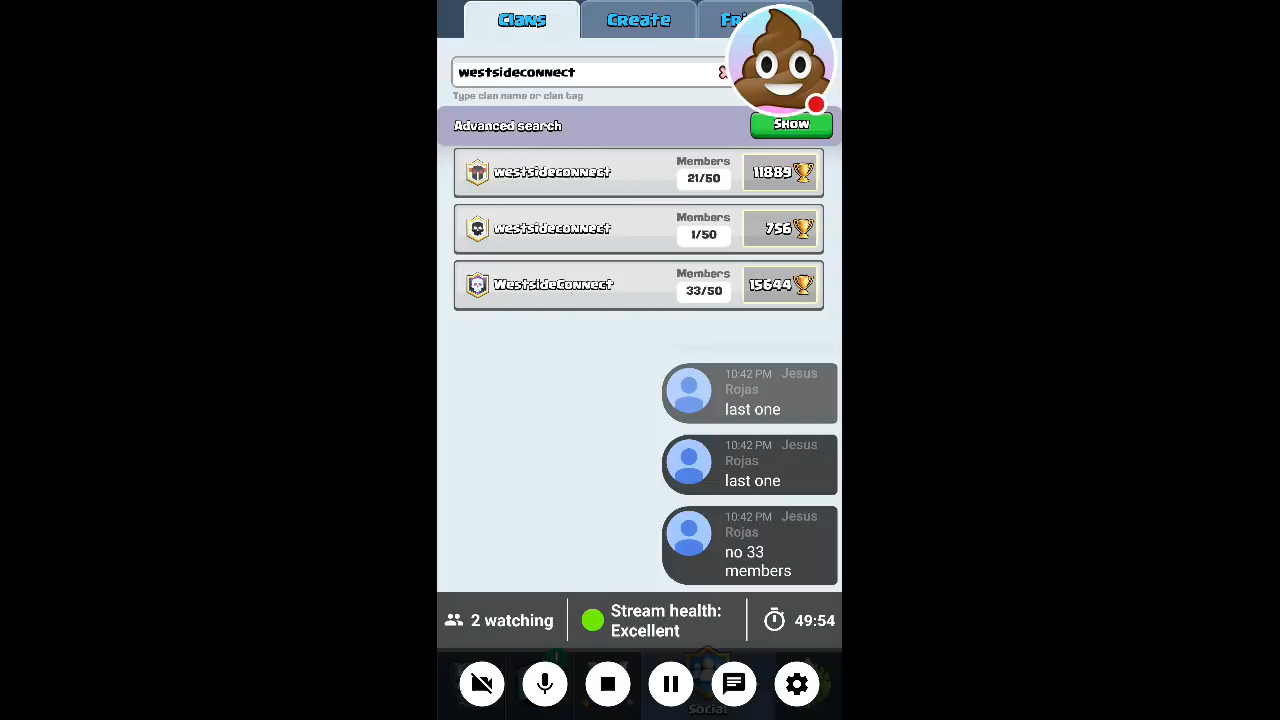 Clans
Create
Fri
westsideconnect
Type clan name or clan tag
Advanced search
Show
westsideconnect
Members
21/50
11889
westsideconnect
Members
1/50
756
WestsideConnect
Members
33/50
15644
10:42 PM Jesus
Rojas
last one
10:42 PM Jesus
Rojas
last one
10:42 PM Jesus
Rojas
no 33
members
2 watching
Stream health:
Excellent
49:54
Social